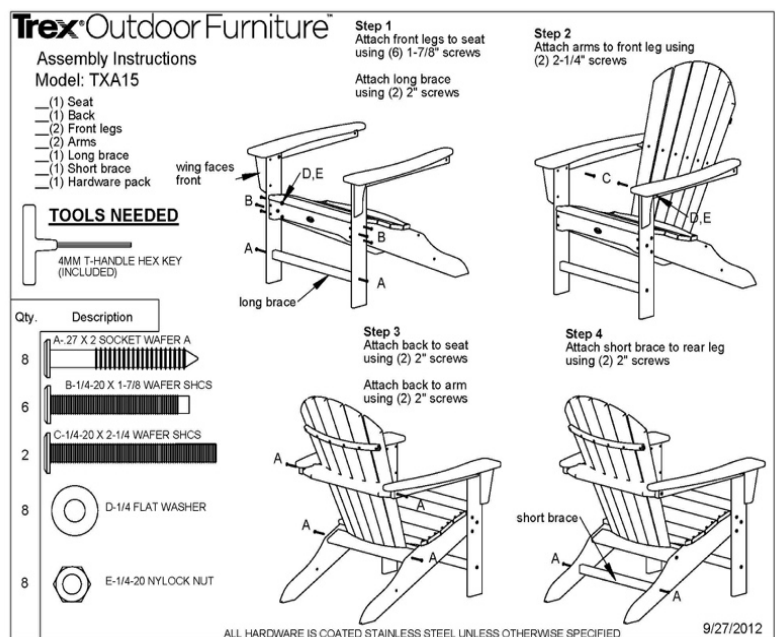 Trex® Outdoor Furniture™
Assembly Instructions
Model: TXA15
__(1) Seat
__(1) Back
__(2) Front legs
__(2) Arms
__(1) Long brace
__(1) Short brace
__(1) Hardware pack
TOOLS NEEDED
4MM T-HANDLE HEX KEY
(INCLUDED)
Step 1
Attach front legs to seat
using (6) 1-7/8" screws
Attach long brace
using (2) 2" screws
wing faces
front
D,E
B
B
A
A
long brace
Step 2
Attach arms to front leg using
(2) 2-1/4" screws
C
D,E
Qty. Description
A-.27 X 2 SOCKET WAFER A
8
B-1/4-20 X 1-7/8 WAFER SHCS
6
C-1/4-20 X 2-1/4 WAFER SHCS
2
8 D-1/4 FLAT WASHER
8 E-1/4-20 NYLOCK NUT
Step 3
Attach back to seat
using (2) 2" screws
Attach back to arm
using (2) 2" screws
A
A
A
A
Step 4
Attach short brace to rear leg
using (2) 2" screws
short brace
A
A
ALL HARDWARE IS COATED STAINLESS STEEL UNLESS OTHERWISE SPECIFIED
9/27/2012